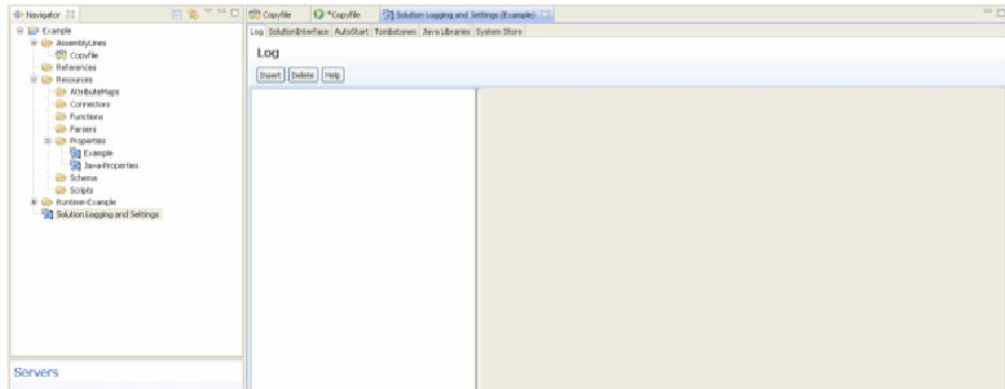 Navigator
Example
AssemblyLines
Copyfile
References
Resources
AttributeMaps
Connectors
Functions
Parsers
Properties
Example
Java-Properties
Schema
Scripts
Runtime-Example
Solution Logging and Settings
Servers
Copyfile *Copyfile Solution Logging and Settings (Example)
Log SolutionInterface AutoStart Tombstones Java Libraries System Store
Log
Insert Delete Help